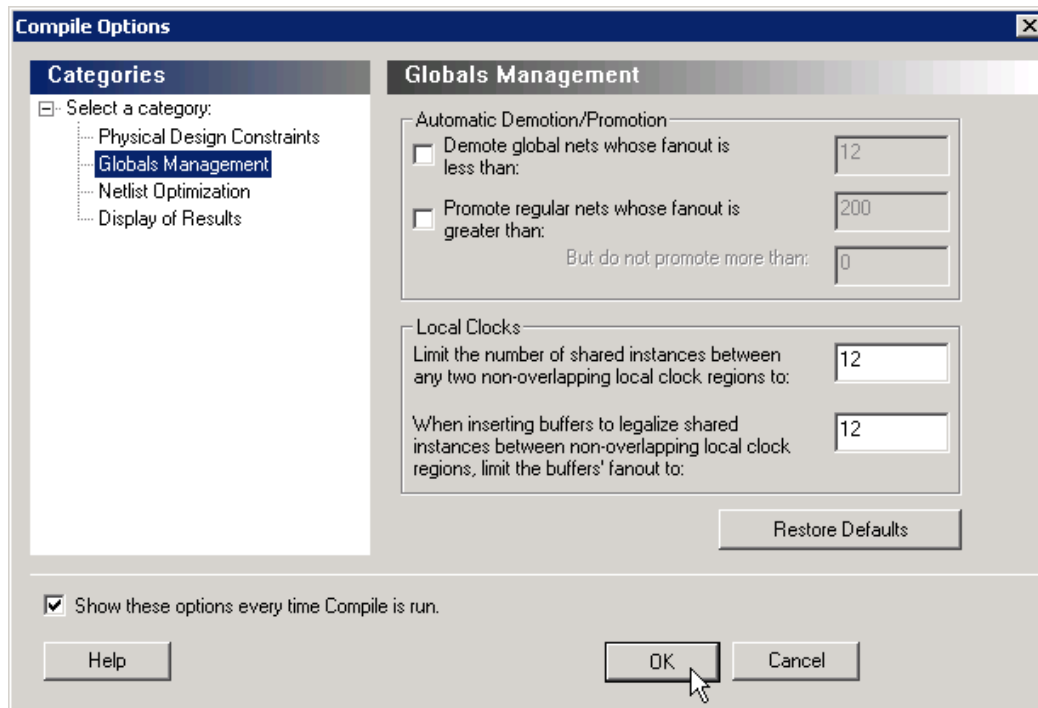 Compile Options
Categories
Select a category:
Physical Design Constraints
Globals Management
Netlist Optimization
Display of Results
Globals Management
Automatic Demotion/Promotion
Demote global nets whose fanout is
less than:
12
Promote regular nets whose fanout is
greater than:
200
But do not promote more than:
0
Local Clocks
Limit the number of shared instances between
any two non-overlapping local clock regions to:
12
When inserting buffers to legalize shared
instances between non-overlapping local clock
regions, limit the buffers' fanout to:
12
Restore Defaults
Show these options every time Compile is run.
Help
OK
Cancel